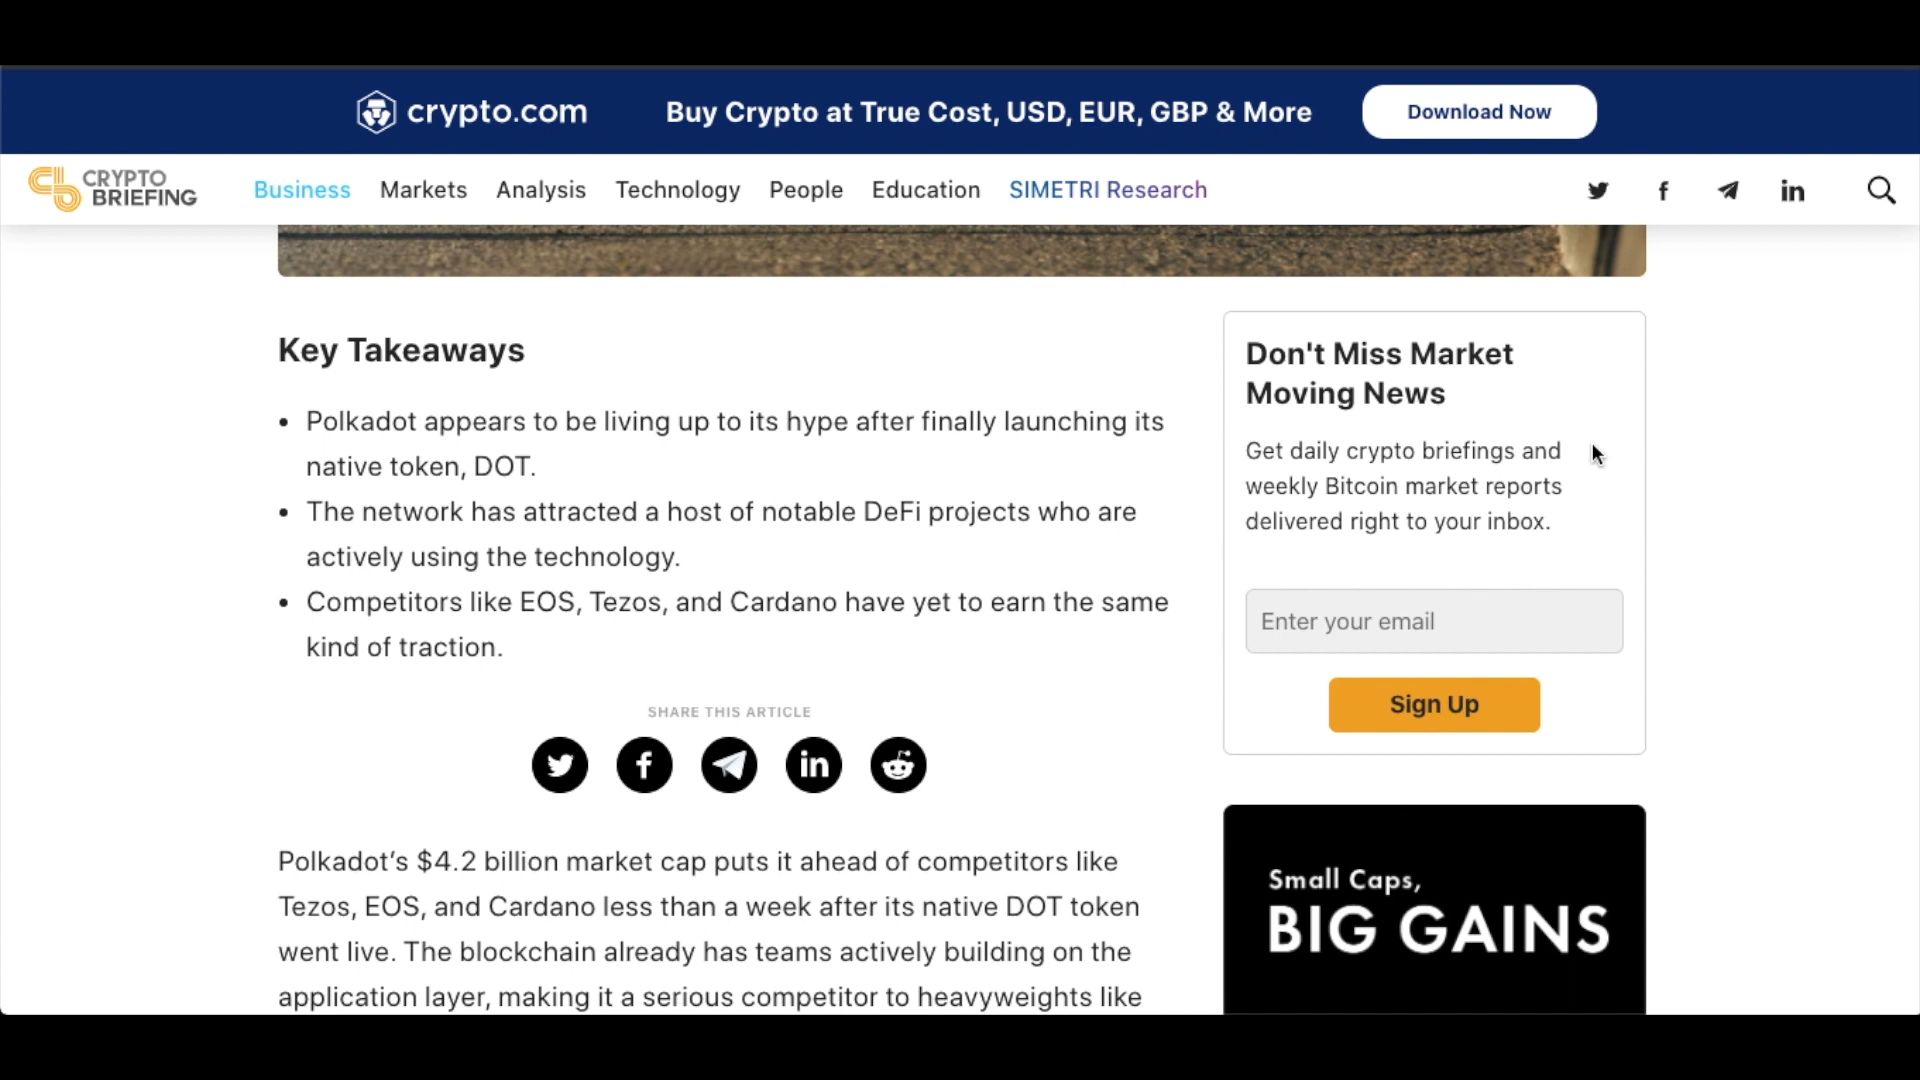 crypto.com
Buy Crypto at True Cost, USD, EUR, GBP & More
Download Now
CRYPTO
BRIEFING
Business Markets Analysis Technology People Education SIMETRI Research
Key Takeaways
• Polkadot appears to be living up to its hype after finally launching its
native token, DOT.
• The network has attracted a host of notable DeFi projects who are
actively using the technology.
• Competitors like EOS, Tezos, and Cardano have yet to earn the same
kind of traction.
SHARE THIS ARTICLE
Polkadot’s $4.2 billion market cap puts it ahead of competitors like
Tezos, EOS, and Cardano less than a week after its native DOT token
went live. The blockchain already has teams actively building on the
application layer, making it a serious competitor to heavyweights like
Don't Miss Market
Moving News
Get daily crypto briefings and
weekly Bitcoin market reports
delivered right to your inbox.
Enter your email
Sign Up
Small Caps,
BIG GAINS